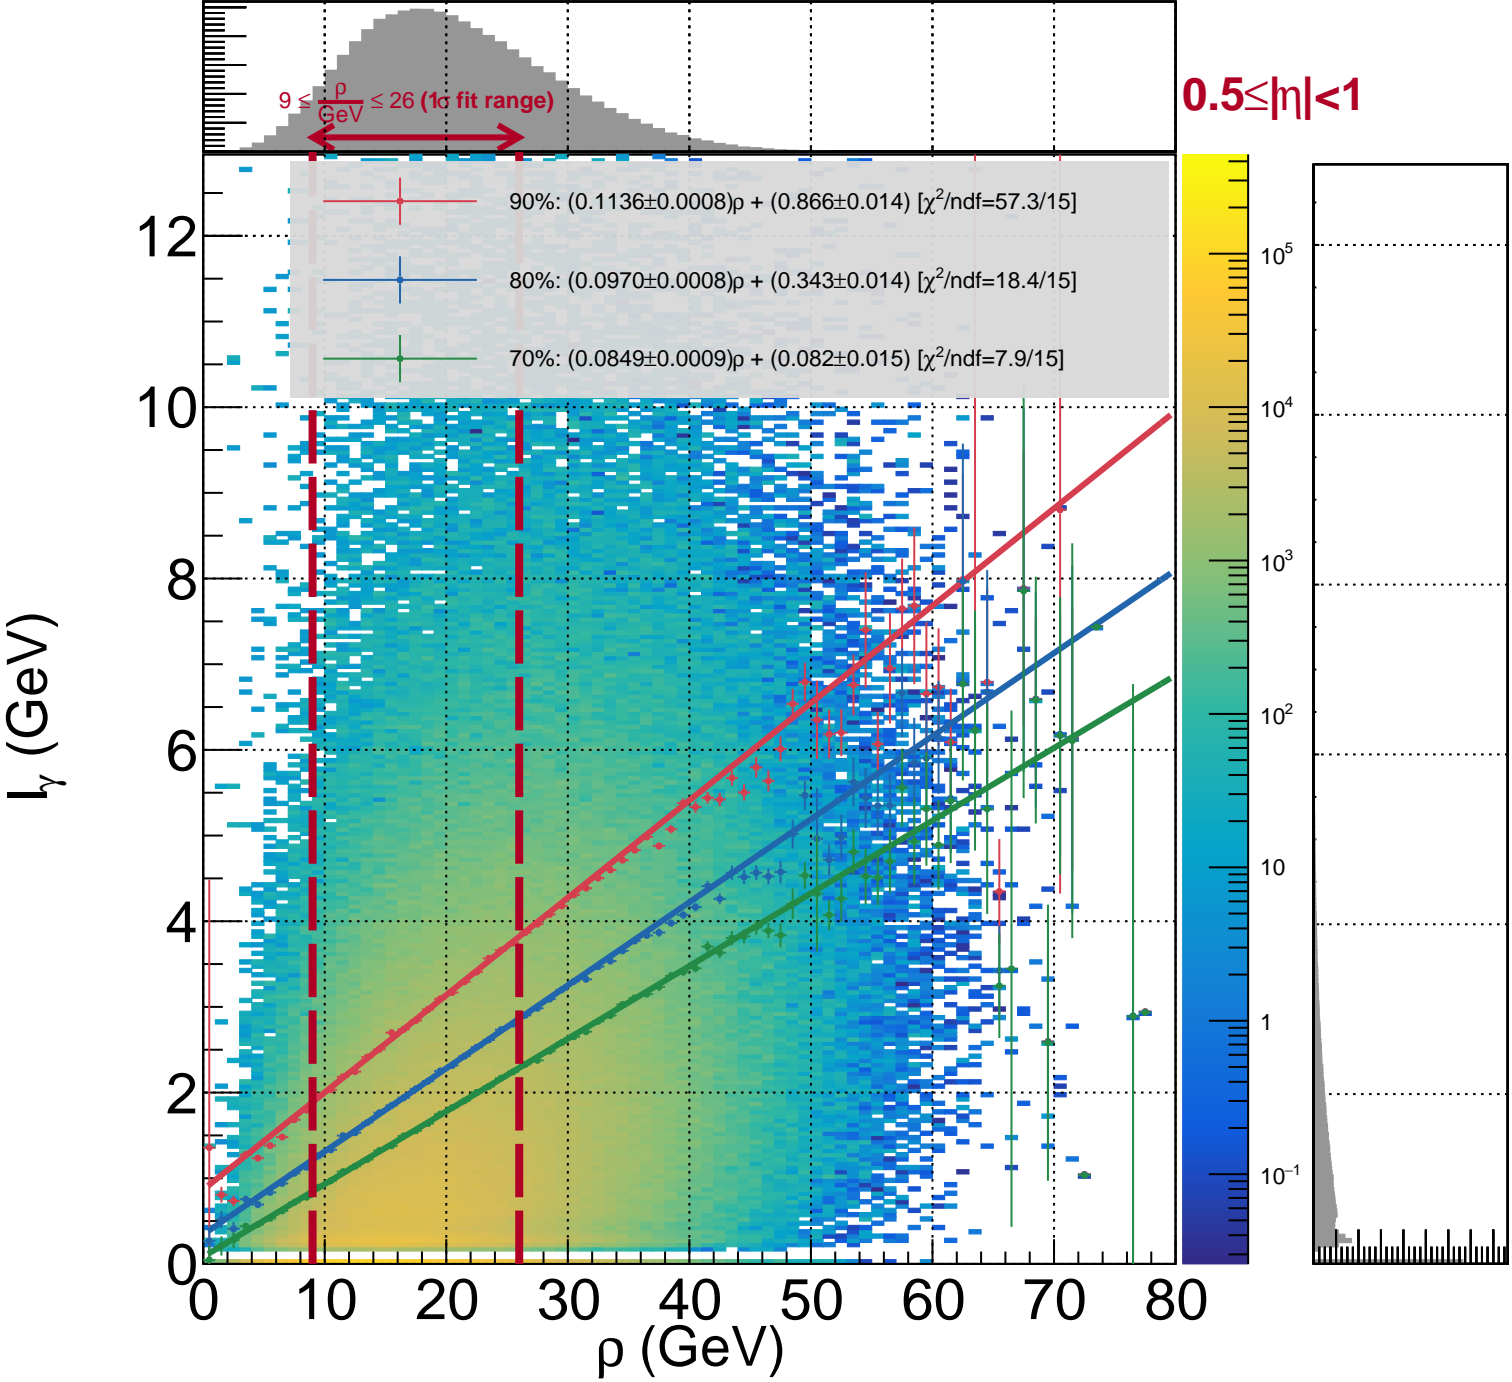 9 ≤ ρ/GeV ≤ 26 (1σ fit range)
0.5≤|η|<1
90%: (0.1136±0.0008)ρ + (0.866±0.014) [χ²/ndf=57.3/15]
80%: (0.0970±0.0008)ρ + (0.343±0.014) [χ²/ndf=18.4/15]
70%: (0.0849±0.0009)ρ + (0.082±0.015) [χ²/ndf=7.9/15]
12
10
8
6
4
2
0
I_γ (GeV)
0 10 20 30 40 50 60 70 80
ρ (GeV)
10⁵
10⁴
10³
10²
10
1
10⁻¹